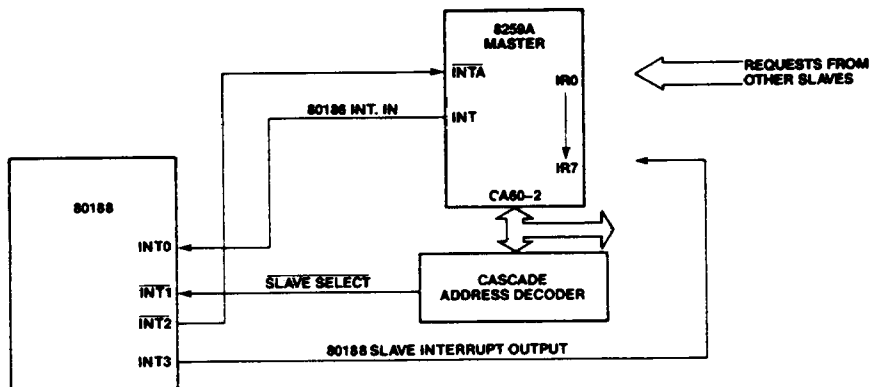 8259A
MASTER
INTA
IR0
REQUESTS FROM
OTHER SLAVES
80186 INT. IN
INT
IR7
CA60-2
80188
INT0
SLAVE SELECT
CASCADE
ADDRESS DECODER
INT1
INT2
80188 SLAVE INTERRUPT OUTPUT
INT3